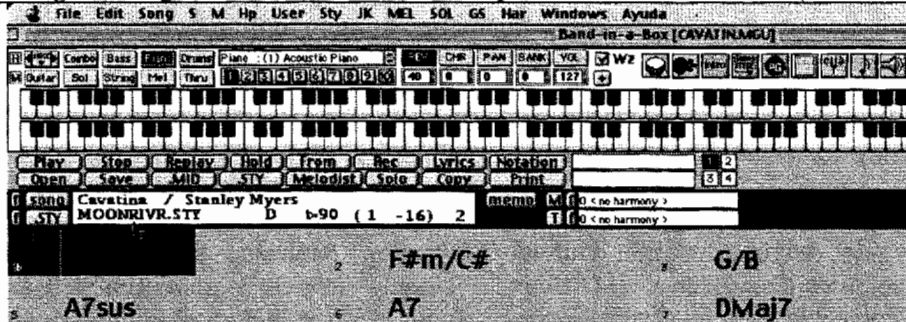 File Edit Song S M Hp User Sty JK MEL SOL GS Har Windows Ayuda
Band-in-a-Box [CAVATIN.MGU]
Combo Bass Drums Piano :(1) Acoustic Piano CHR PAN BANK VOL Wz
Guitar Sol String Mel Thru 1 2 3 4 5 6 7 8 9 10 40 0 0 0 127 +
Play Stop Replay Hold From Rec Lyrics Notation 1 2
Open Save .MID .STY Melodist Solo Copy Print 3 4
song Cavatina / Stanley Myers memo M 0 < no harmony >
STY MOONRIVR.STY D t=90 (1 -16) 2 T 0 < no harmony >
2 F#m/C# G/B
5 A7sus 6 A7 7 DMaj7